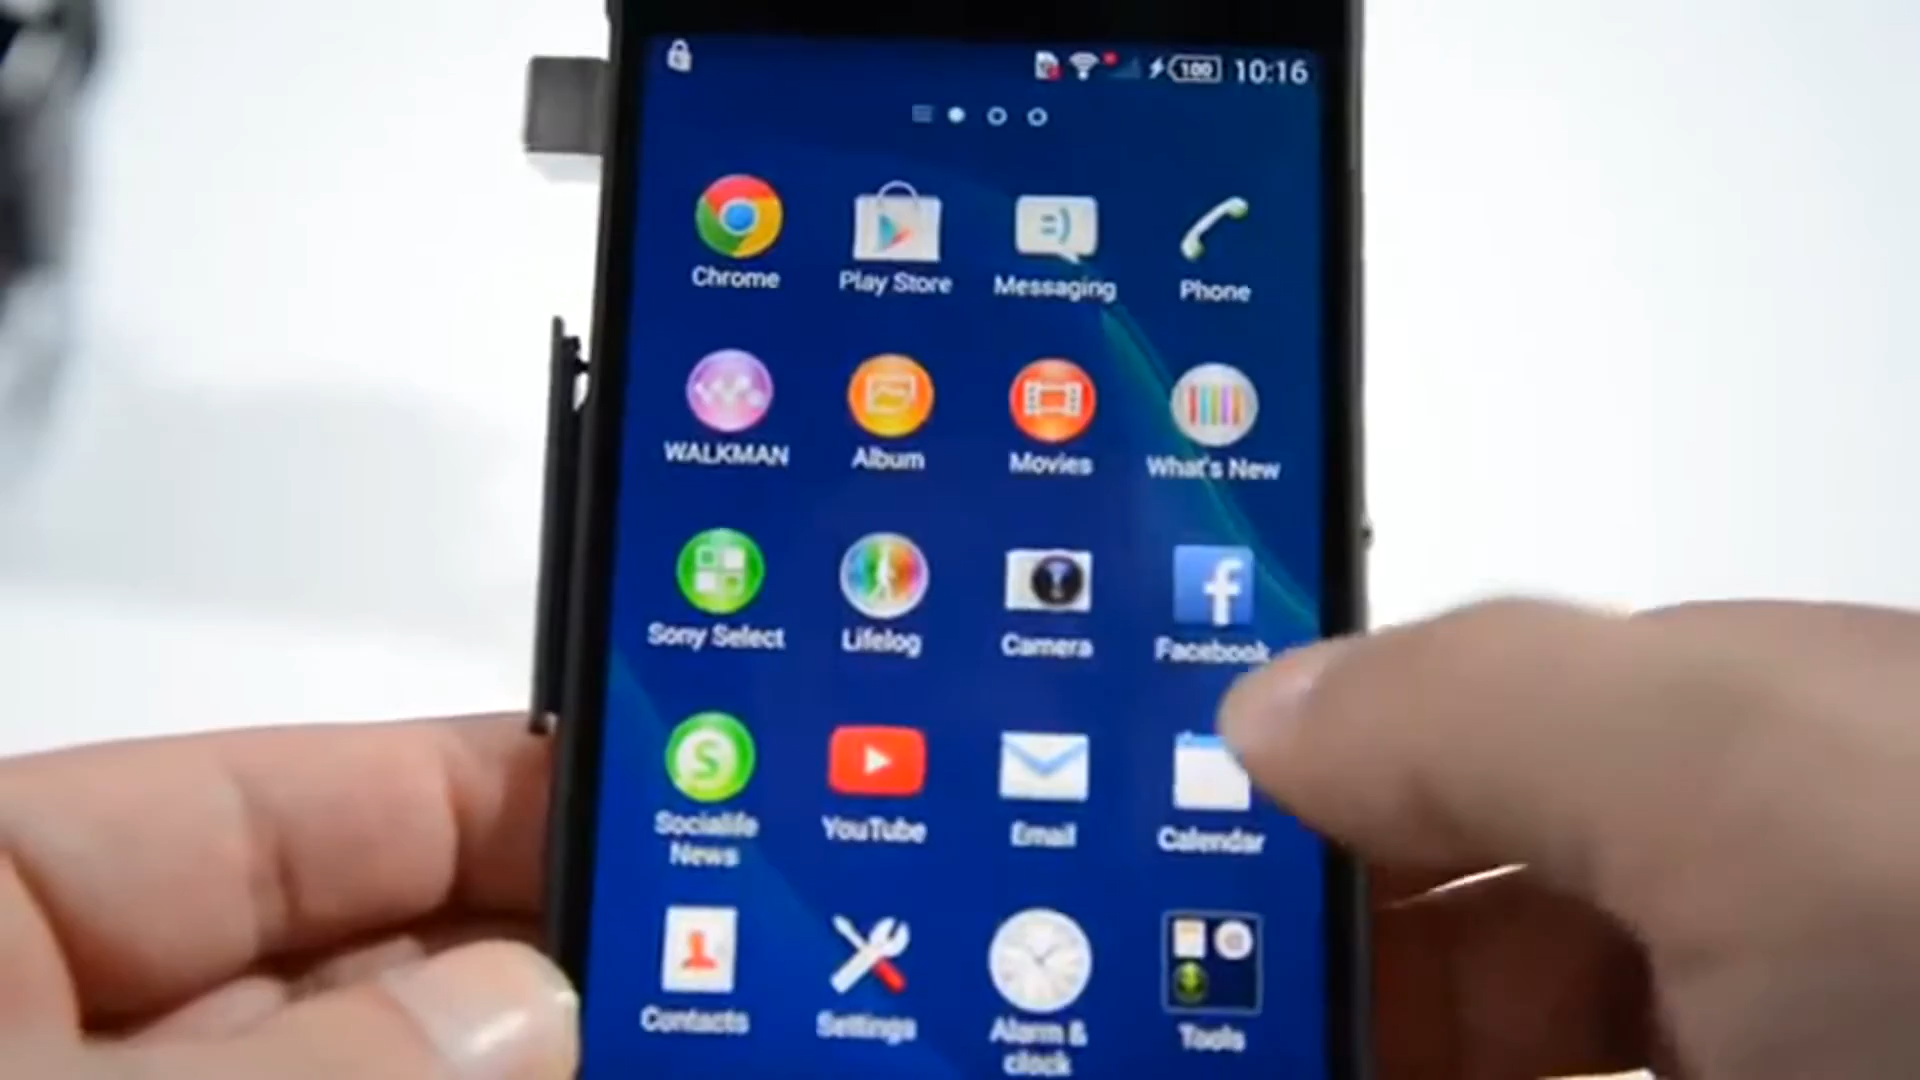 100 10:16
Chrome Play Store Messaging Phone
WALKMAN Album Movies What's New
Sony Select Lifelog Camera Facebook
Socialife News YouTube Email Calendar
Contacts Settings Alarm & clock Tools